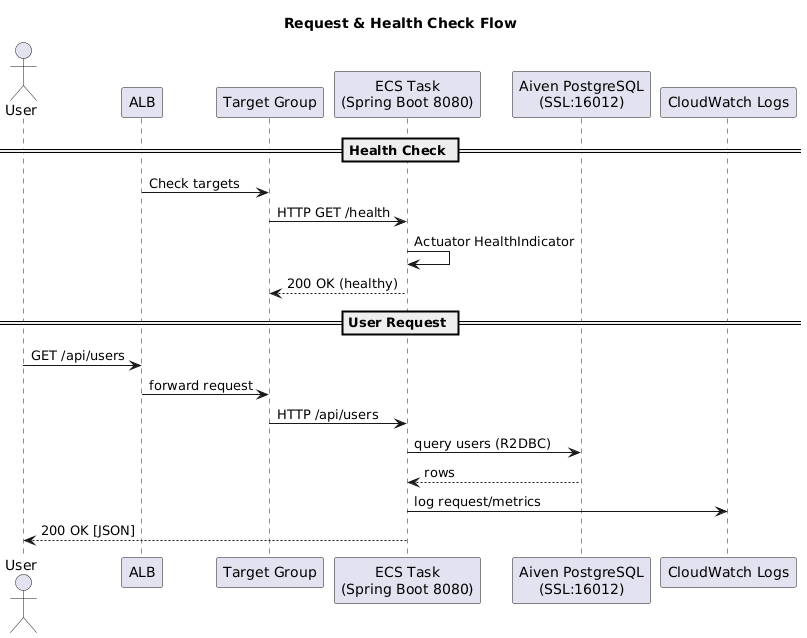 Request & Health Check Flow
User
ALB
Target Group
ECS Task
(Spring Boot 8080)
Aiven PostgreSQL
(SSL:16012)
CloudWatch Logs
Health Check
Check targets
HTTP GET /health
Actuator HealthIndicator
200 OK (healthy)
User Request
GET /api/users
forward request
HTTP /api/users
query users (R2DBC)
rows
log request/metrics
200 OK [JSON]
User
ALB
Target Group
ECS Task
(Spring Boot 8080)
Aiven PostgreSQL
(SSL:16012)
CloudWatch Logs